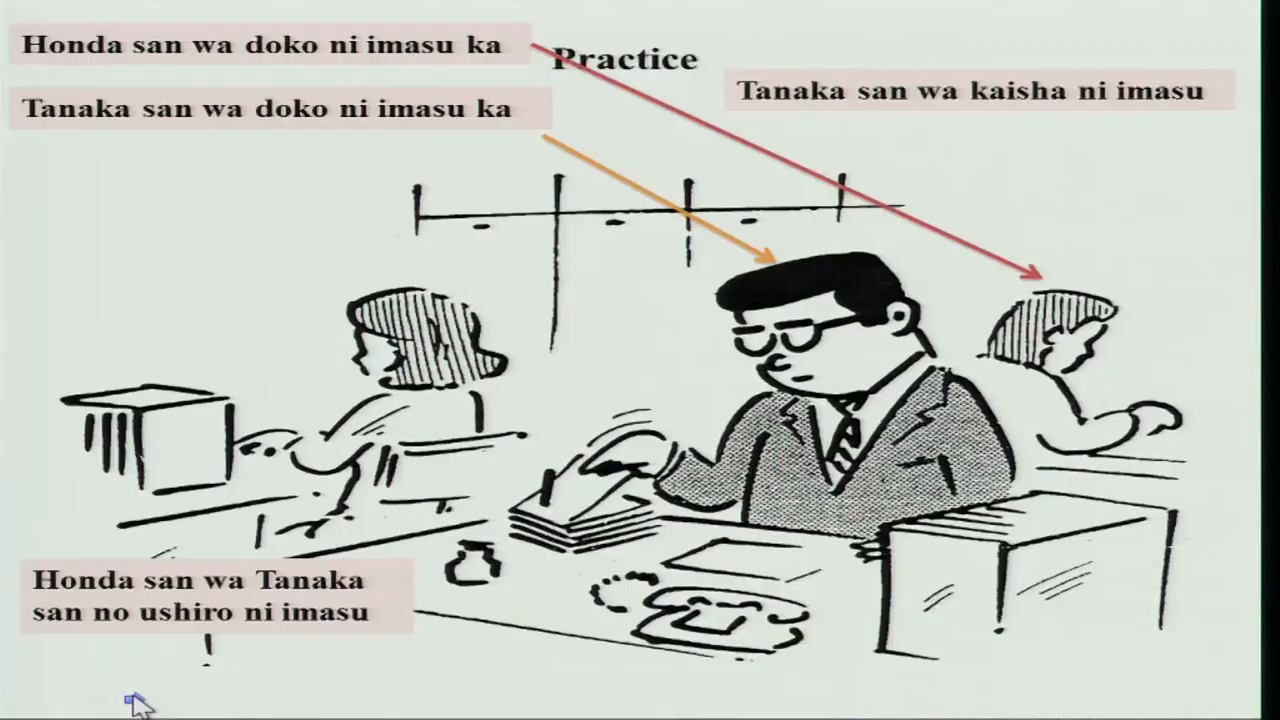 Honda san wa doko ni imasu ka
Practice
Tanaka san wa doko ni imasu ka
Tanaka san wa kaisha ni imasu
Honda san wa Tanaka
san no ushiro ni imasu